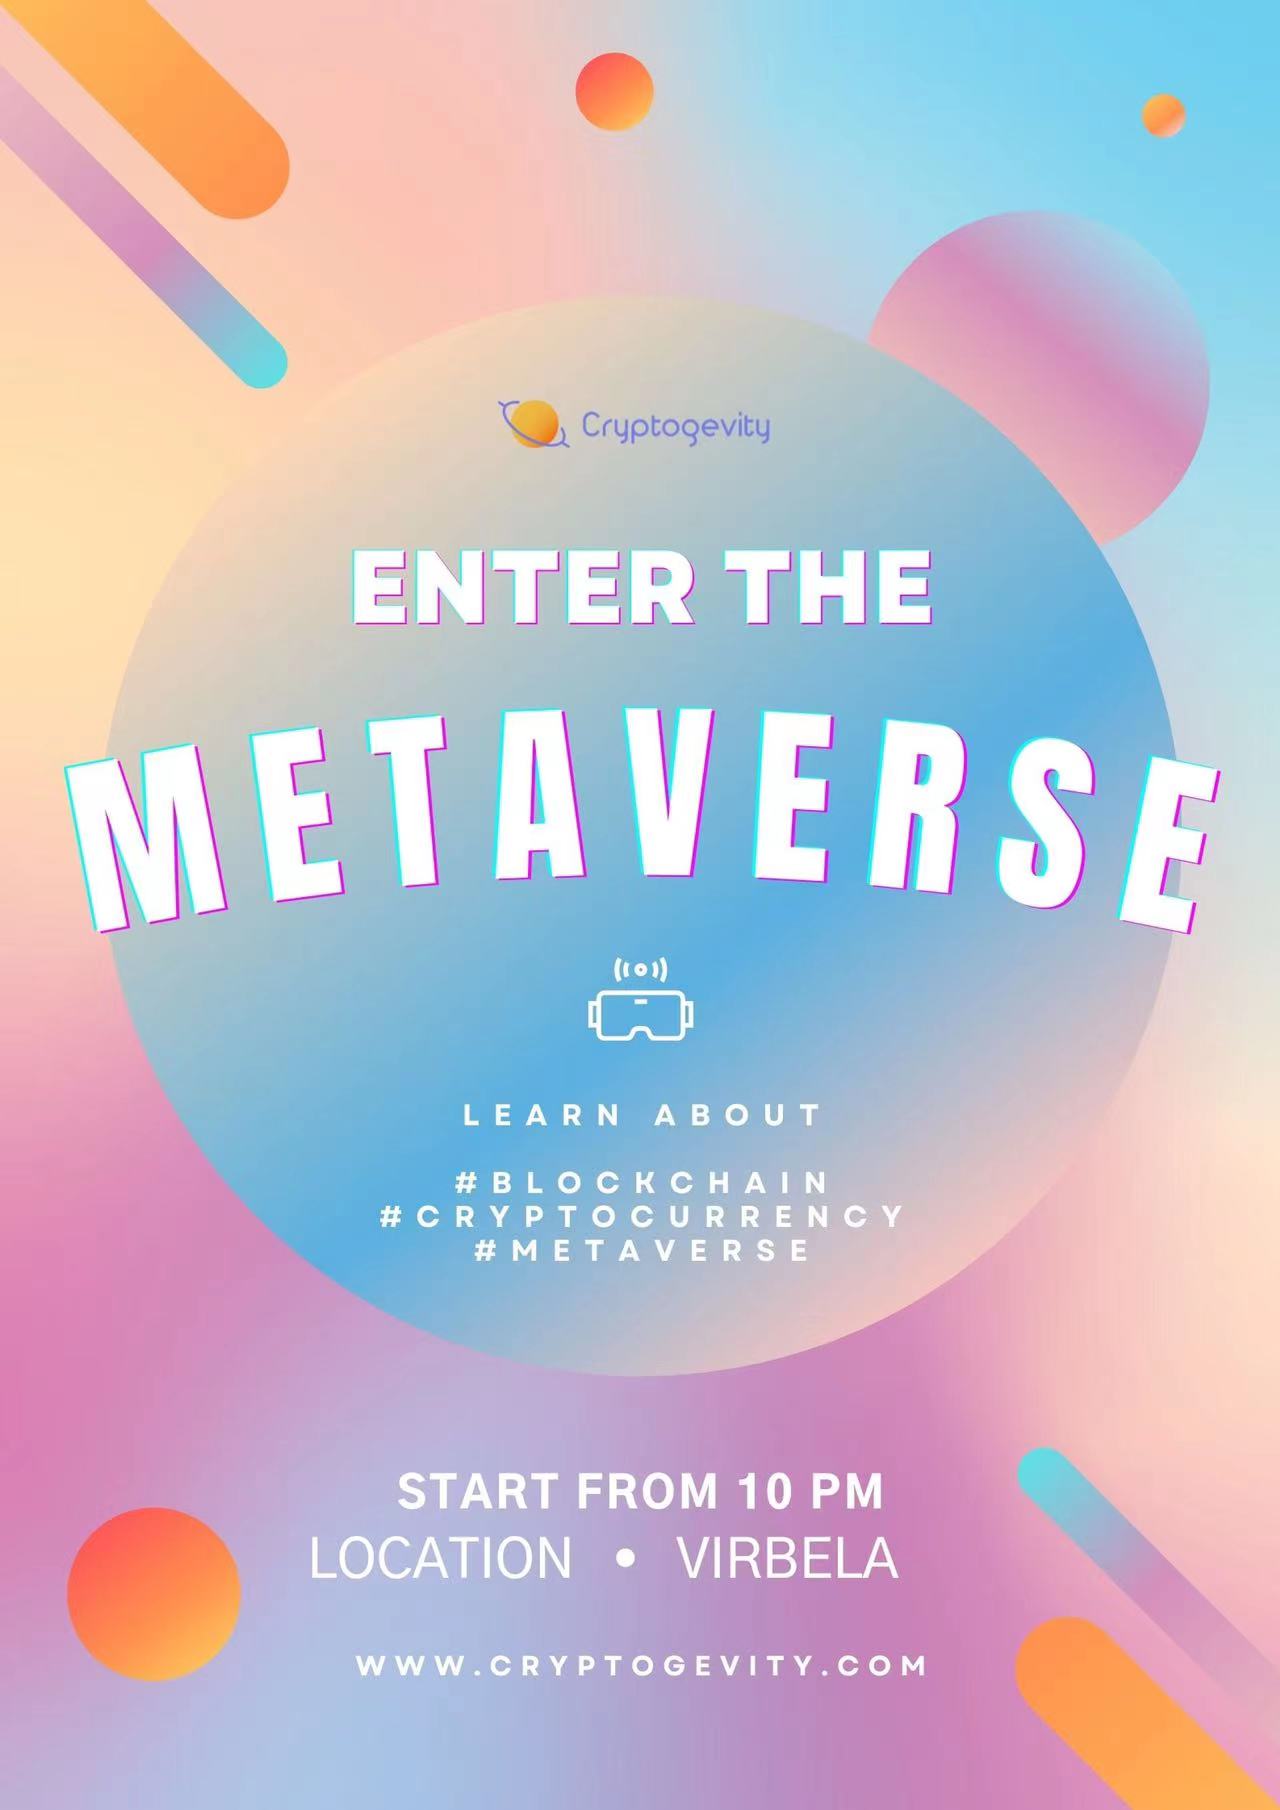 Cryptogevity
ENTER THE
METAVERSE
LEARN ABOUT
#BLOCKCHAIN
#CRYPTOCURRENCY
#METAVERSE
START FROM 10 PM
LOCATION • VIRBELA
WWW.CRYPTOGEVITY.COM